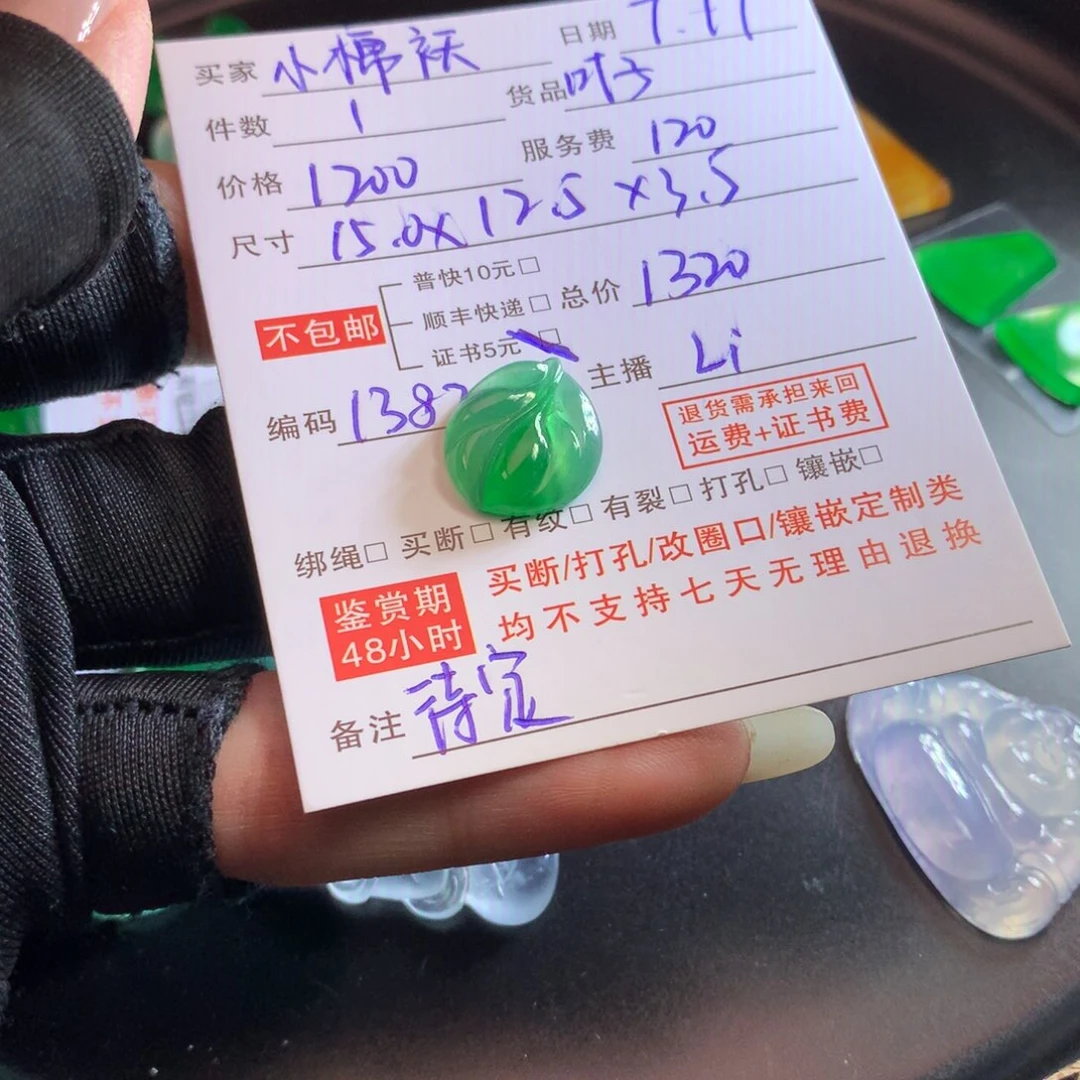 买家 小棉袄 日期 7.11
件数 1 货品 叶子
价格 1200 服务费 120
尺寸 15.0x12.5x3.5
不包邮
普快10元□
顺丰快递□ 总价 1320
证书5元□
编码 1382 主播 Li
退货需承担来回
运费+证书费
绑绳□ 买断□ 有纹□ 有裂□ 打孔□ 镶嵌□
鉴赏期
48小时
买断/打孔/改圈口/镶嵌定制类
均不支持七天无理由退换
备注 待定